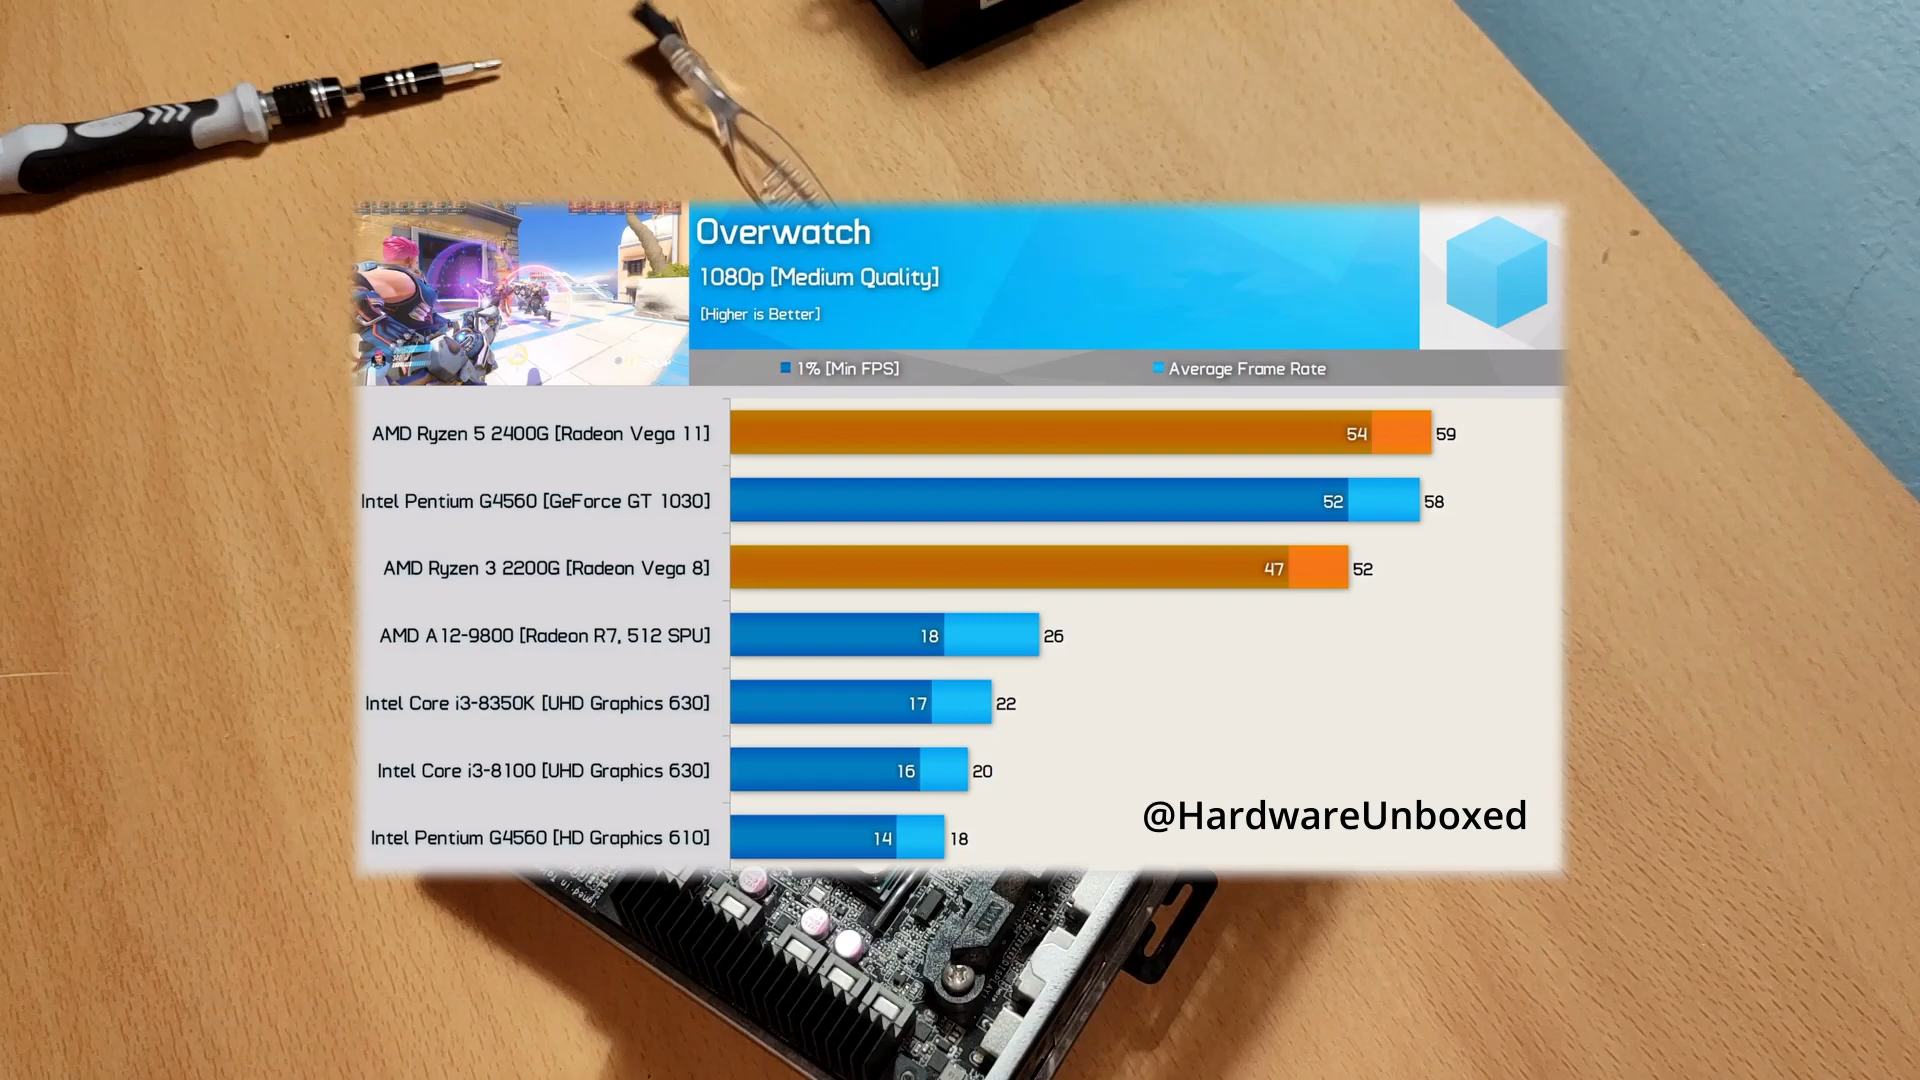 Overwatch
1080p [Medium Quality]
[Higher is Better]
1% [Min FPS] Average Frame Rate
AMD Ryzen 5 2400G [Radeon Vega 11] 54 59
Intel Pentium G4560 [GeForce GT 1030] 52 58
AMD Ryzen 3 2200G [Radeon Vega 8] 47 52
AMD A12-9800 [Radeon R7, 512 SPU] 18 26
Intel Core i3-8350K [UHD Graphics 630] 17 22
Intel Core i3-8100 [UHD Graphics 630] 16 20
Intel Pentium G4560 [HD Graphics 610] 14 18
@HardwareUnboxed